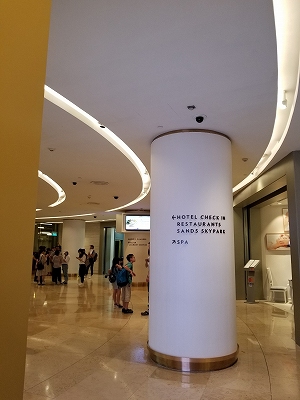 ←HOTEL CHECK IN
RESTAURANTS
SANDS SKYPARK
↗SPA